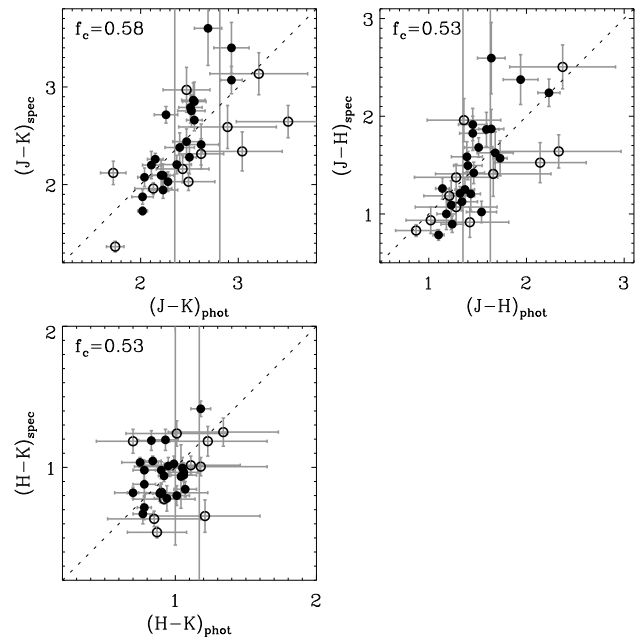 f_c=0.58
3
2
(J−K)_spec
2 3
(J−K)_phot
f_c=0.53
3
2
1
(J−H)_spec
1 2 3
(J−H)_phot
f_c=0.53
2
1
(H−K)_spec
1 2
(H−K)_phot